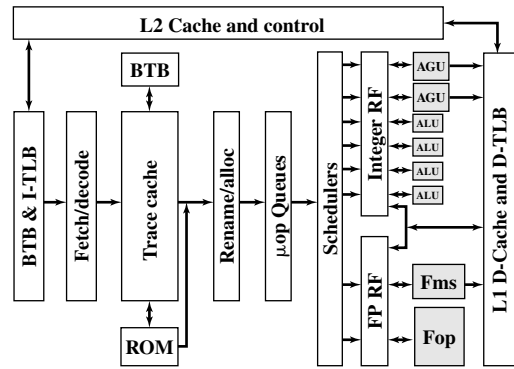 L2 Cache and control
BTB
BTB & I-TLB
Fetch/decode
Trace cache
ROM
Rename/alloc
µop Queues
Schedulers
Integer RF
FP RF
AGU
AGU
ALU
ALU
ALU
ALU
Fms
Fop
L1 D-Cache and D-TLB